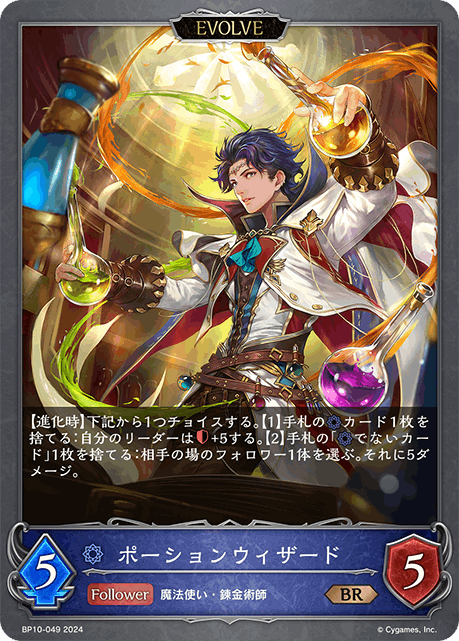 EVOLVE
【進化時】下記から1つチョイスする。【1】手札のカード1枚を
捨てる:自分のリーダーは+5する。【2】手札の「でないカー
ド」1枚を捨てる:相手の場のフォロワー1体を選ぶ。それに5ダ
メージ。
ポーションウィザード
5
5
Follower 魔法使い・錬金術師 BR
BP10-049 2024
© Cygames, Inc.